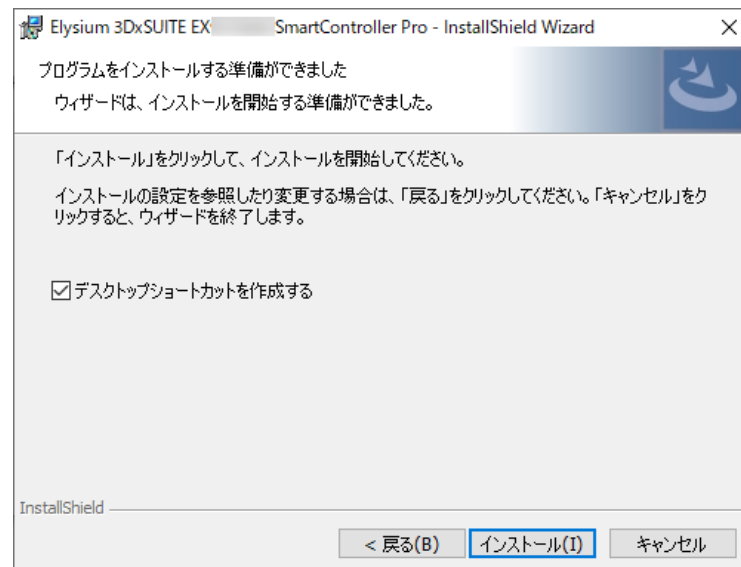 Elysium 3DxSUITE EX SmartController Pro - InstallShield Wizard
プログラムをインストールする準備ができました
ウィザードは、インストールを開始する準備ができました。
「インストール」をクリックして、インストールを開始してください。
インストールの設定を参照したり変更する場合は、「戻る」をクリックしてください。「キャンセル」をク
リックすると、ウィザードを終了します。
デスクトップショートカットを作成する
InstallShield
< 戻る(B) インストール(I) キャンセル